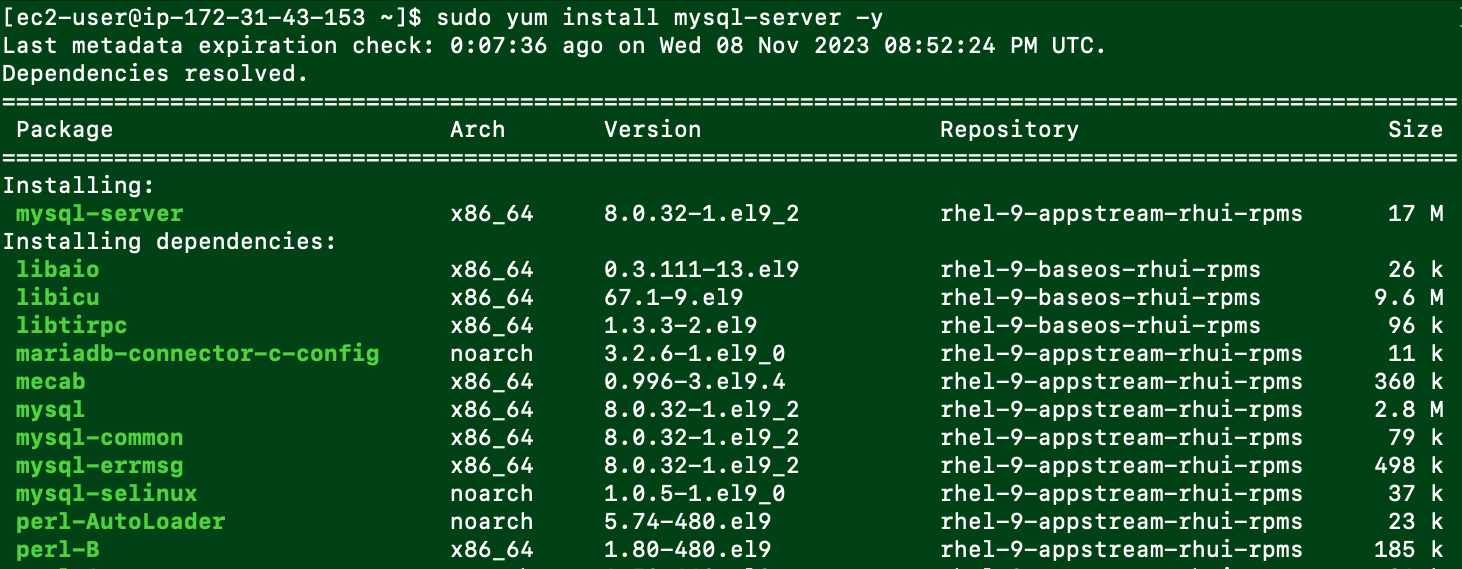 [ec2-user@ip-172-31-43-153 ~]$ sudo yum install mysql-server -y
Last metadata expiration check: 0:07:36 ago on Wed 08 Nov 2023 08:52:24 PM UTC.
Dependencies resolved.
================================================================================
Package Arch Version Repository Size
================================================================================
Installing:
mysql-server x86_64 8.0.32-1.el9_2 rhel-9-appstream-rhui-rpms 17 M
Installing dependencies:
libaio x86_64 0.3.111-13.el9 rhel-9-baseos-rhui-rpms 26 k
libicu x86_64 67.1-9.el9 rhel-9-baseos-rhui-rpms 9.6 M
libtirpc x86_64 1.3.3-2.el9 rhel-9-baseos-rhui-rpms 96 k
mariadb-connector-c-config noarch 3.2.6-1.el9_0 rhel-9-appstream-rhui-rpms 11 k
mecab x86_64 0.996-3.el9.4 rhel-9-appstream-rhui-rpms 360 k
mysql x86_64 8.0.32-1.el9_2 rhel-9-appstream-rhui-rpms 2.8 M
mysql-common x86_64 8.0.32-1.el9_2 rhel-9-appstream-rhui-rpms 79 k
mysql-errmsg x86_64 8.0.32-1.el9_2 rhel-9-appstream-rhui-rpms 498 k
mysql-selinux noarch 1.0.5-1.el9_0 rhel-9-appstream-rhui-rpms 37 k
perl-AutoLoader noarch 5.74-480.el9 rhel-9-appstream-rhui-rpms 23 k
perl-B x86_64 1.80-480.el9 rhel-9-appstream-rhui-rpms 185 k